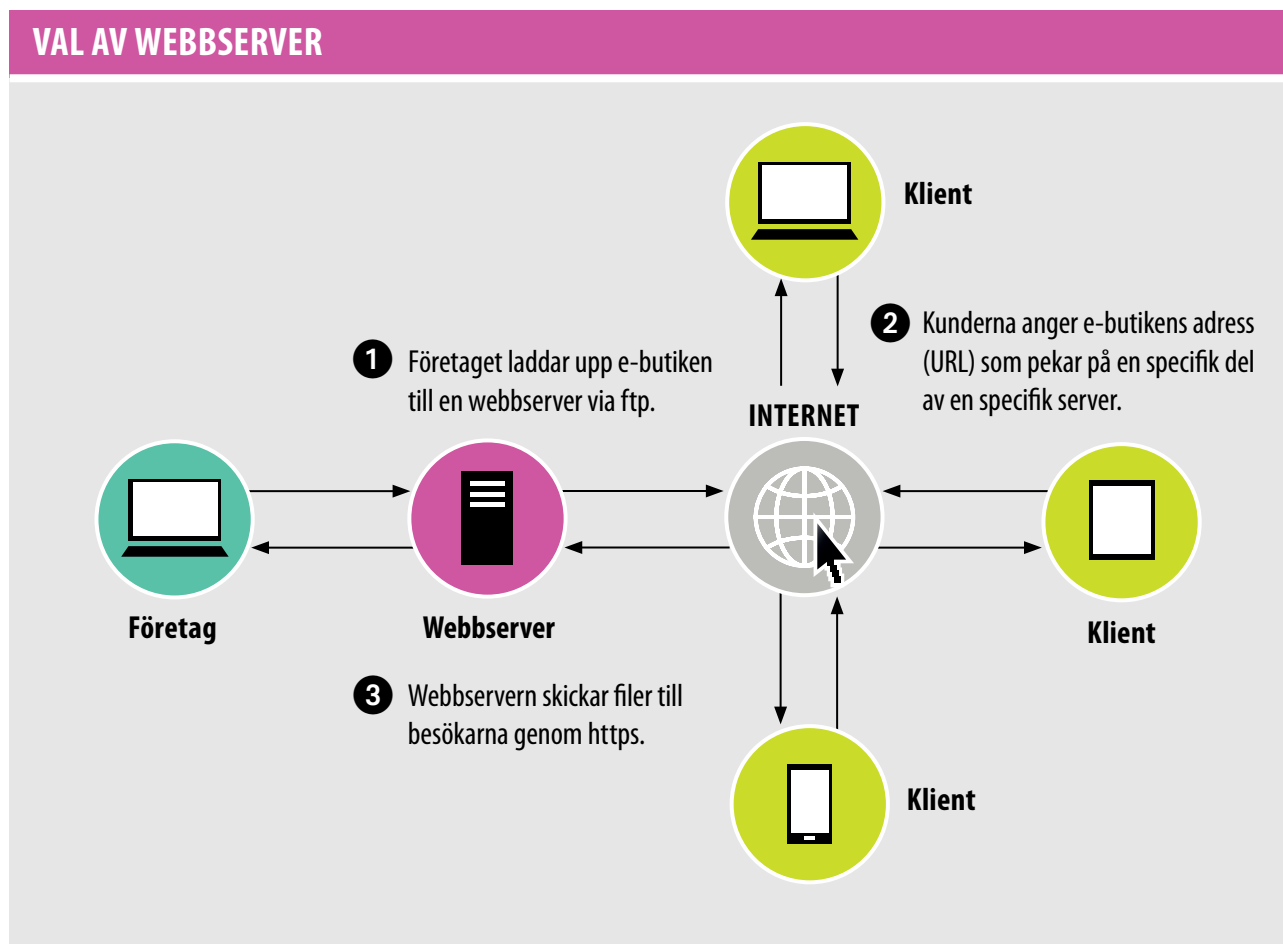 VAL AV WEBBSERVER
Klient
1 Företaget laddar upp e-butiken
till en webbserver via ftp.
2 Kunderna anger e-butikens adress
(URL) som pekar på en specifik del
av en specifik server.
INTERNET
Företag
Webbserver
Klient
3 Webbservern skickar filer till
besökarna genom https.
Klient